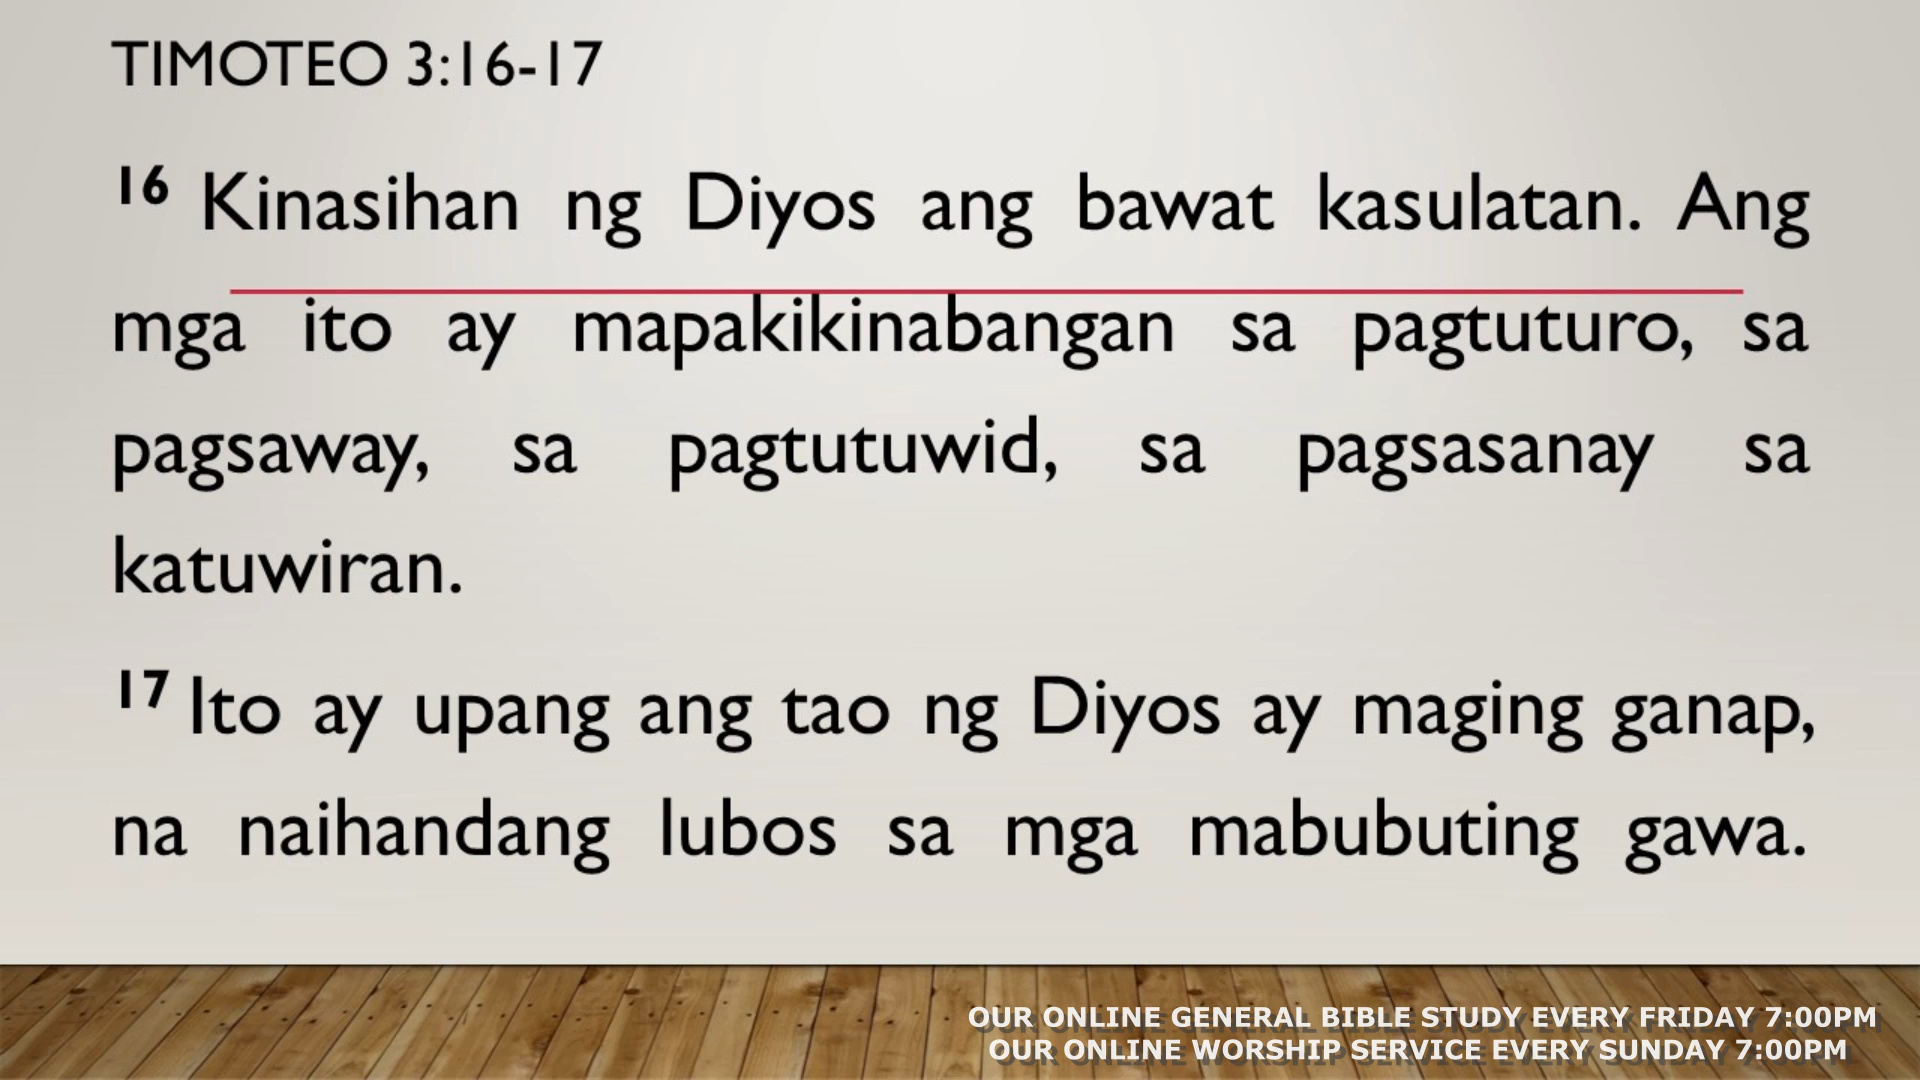 TIMOTEO 3:16-17
16 Kinasihan ng Diyos ang bawat kasulatan. Ang
mga ito ay mapakikinabangan sa pagtuturo, sa
pagsaway, sa pagtutuwid, sa pagsasanay sa
katuwiran.
17 Ito ay upang ang tao ng Diyos ay maging ganap,
na naihandang lubos sa mga mabubuting gawa.
OUR ONLINE GENERAL BIBLE STUDY EVERY FRIDAY 7:00PM
OUR ONLINE WORSHIP SERVICE EVERY SUNDAY 7:00PM